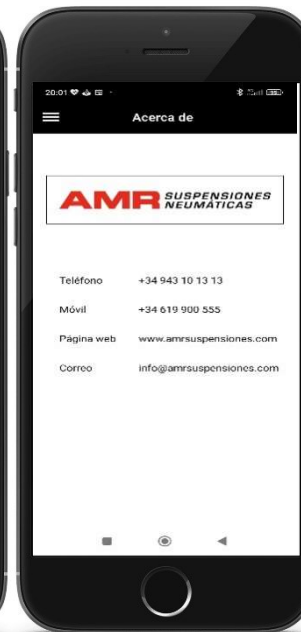 20:01
Acerca de
AMR SUSPENSIONES
NEUMÁTICAS
Teléfono +34 943 10 13 13
Móvil +34 619 900 555
Página web www.amrsuspensiones.com
Correo info@amrsuspensiones.com